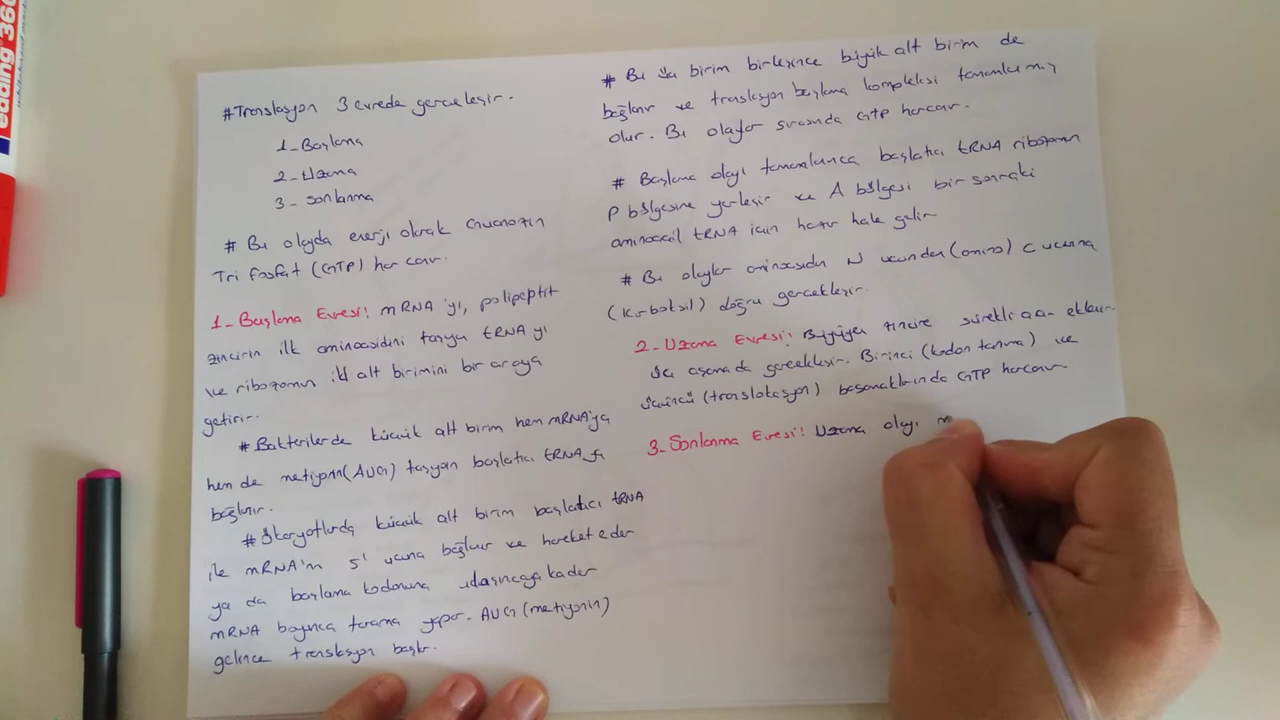 edding 360
#Translasyon 3 evrede gerçekleşir.
1- Başlama
2- Uzama
3- Sonlanma
# Bu olayda enerji olarak Guanozin
Tri fosfat (GTP) harcanır.
1- Başlama Evresi: mRNA'yı, polipeptit
zincirin ilk aminoasidini taşıyan tRNA'yı
ve ribozomun iki alt birimini bir araya
getirir.
#Bakterilerde küçük alt birim hem mRNA'ya
hem de metiyonin(AUG) taşıyan başlatıcı tRNA'ya
bağlanır.
#Ökaryotlarda küçük alt birim başlatıcı tRNA
ile mRNA'nın 5' ucuna bağlanır ve hareket eder
ya da başlama kodonuna ulaşıncaya kadar
mRNA boyunca tarama yapar. AUG (metiyonin)
gelince translasyon başlar.
# Bu iki birim birleşince büyük alt birim de
bağlanır ve translasyon başlama kompleksi tamamlanmış
olur. Bu olaylar sırasında GTP harcanır.
# Başlama olayı tamamlanınca başlatıcı tRNA ribozomun
P bölgesine yerleşir ve A bölgesi bir sonraki
aminoaçil tRNA için hazır hale gelir.
# Bu olaylar aminoasidin N ucundan (amino) C ucuna
(Karboksil) doğru gerçekleşir.
2- Uzama Evresi: Büyüyen zincire sürekli a.a. eklenir.
Üç aşamada gerçekleşir. Birinci (kodon tanıma) ve
üçüncü (translokasyon) basamaklarında GTP harcanır.
3- Sonlanma Evresi: Uzama olayı